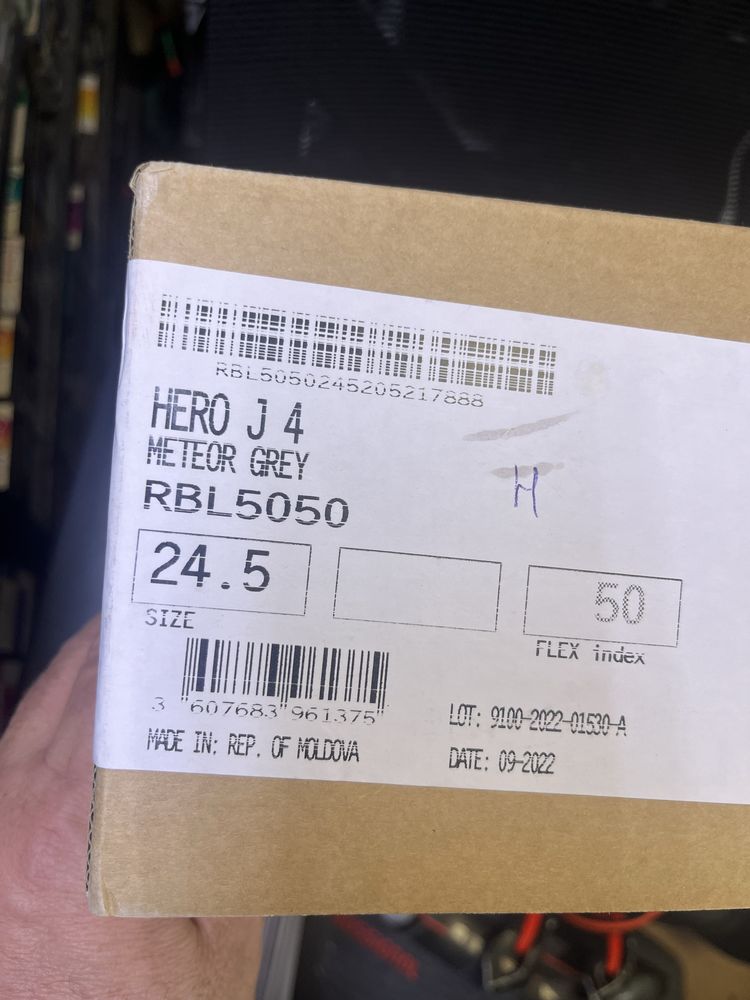 RBL5050245205217888
HERO J 4
METEOR GREY
RBL5050
H
24.5
50
SIZE
FLEX index
3 607683 961375
LOT: 9100-2022-01530-A
MADE IN: REP. OF MOLDOVA
DATE: 09-2022